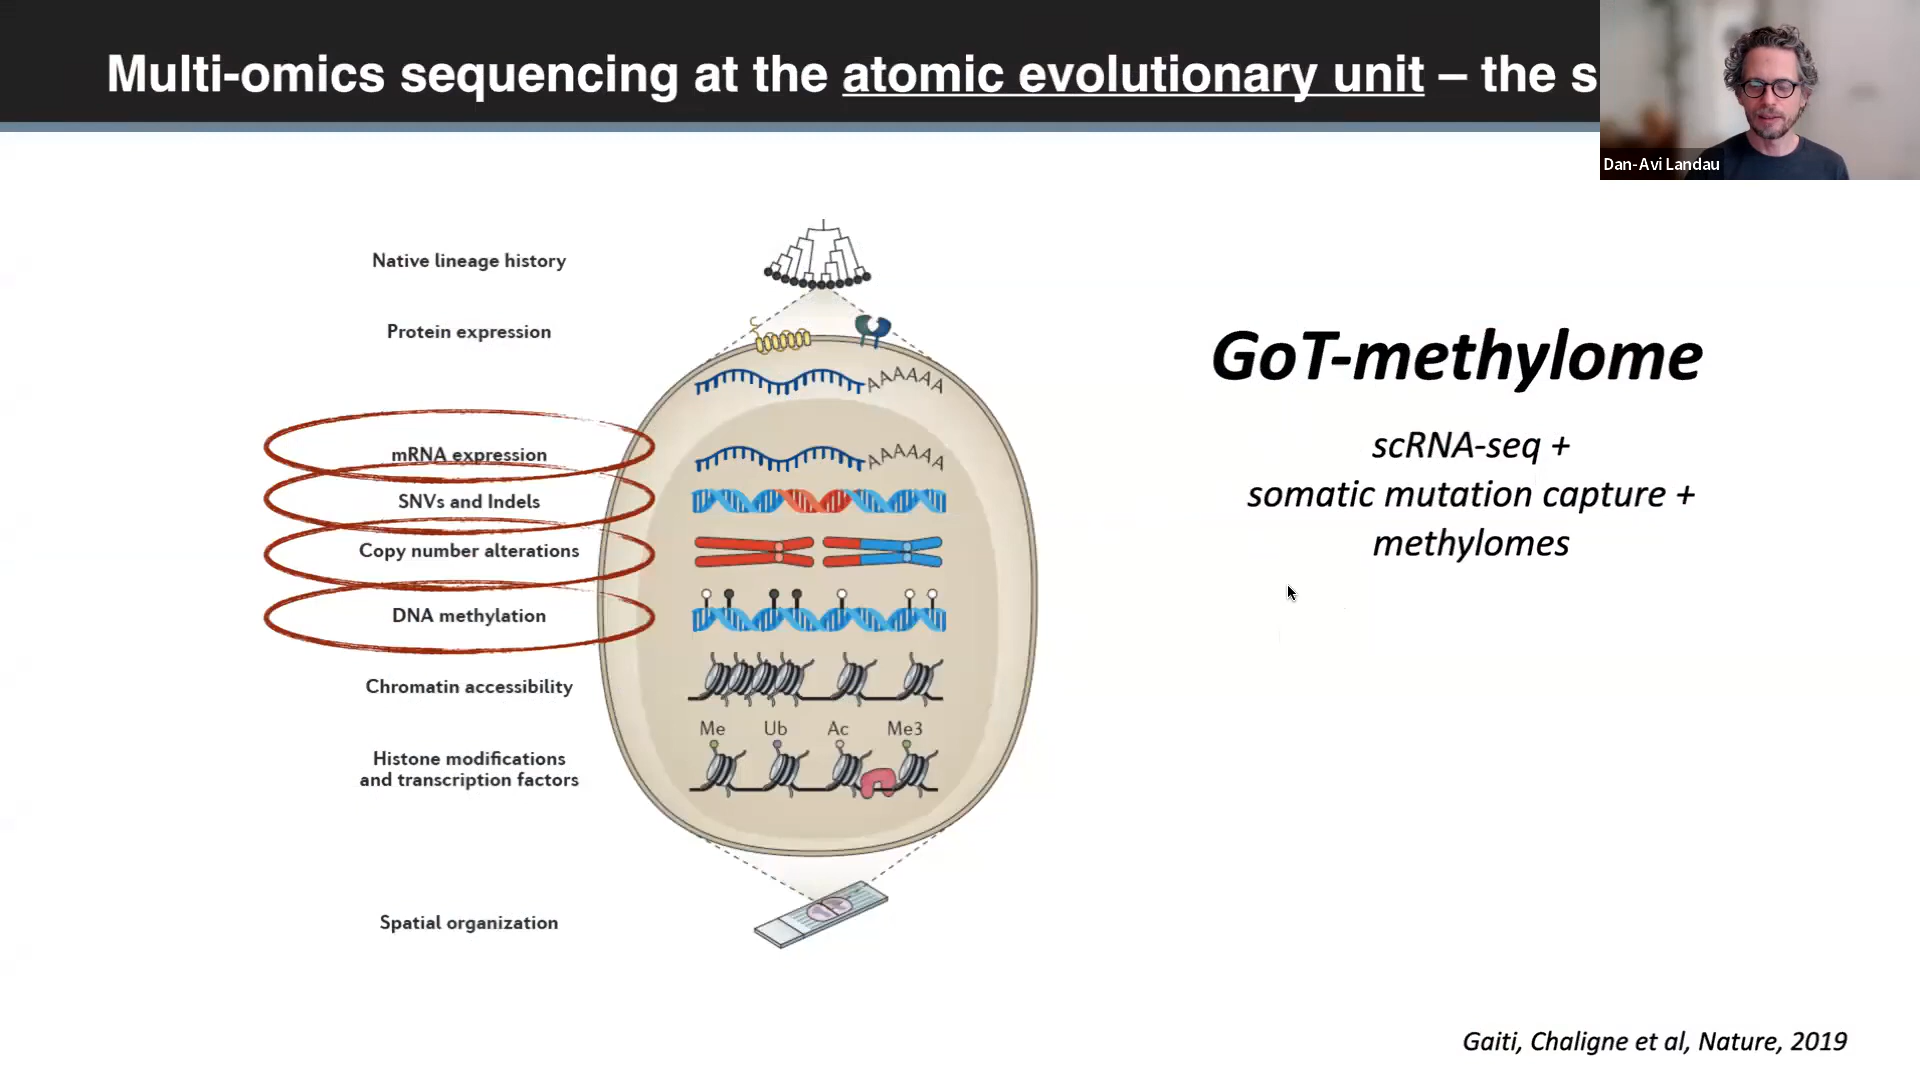 Multi-omics sequencing at the atomic evolutionary unit – the s
Dan-Avi Landau
Native lineage history
Protein expression
AAAAAA
mRNA expression
AAAAAA
SNVs and Indels
Copy number alterations
DNA methylation
Chromatin accessibility
Me Ub Ac Me3
Histone modifications
and transcription factors
Spatial organization
GoT-methylome
scRNA-seq +
somatic mutation capture +
methylomes
Gaiti, Chaligne et al, Nature, 2019